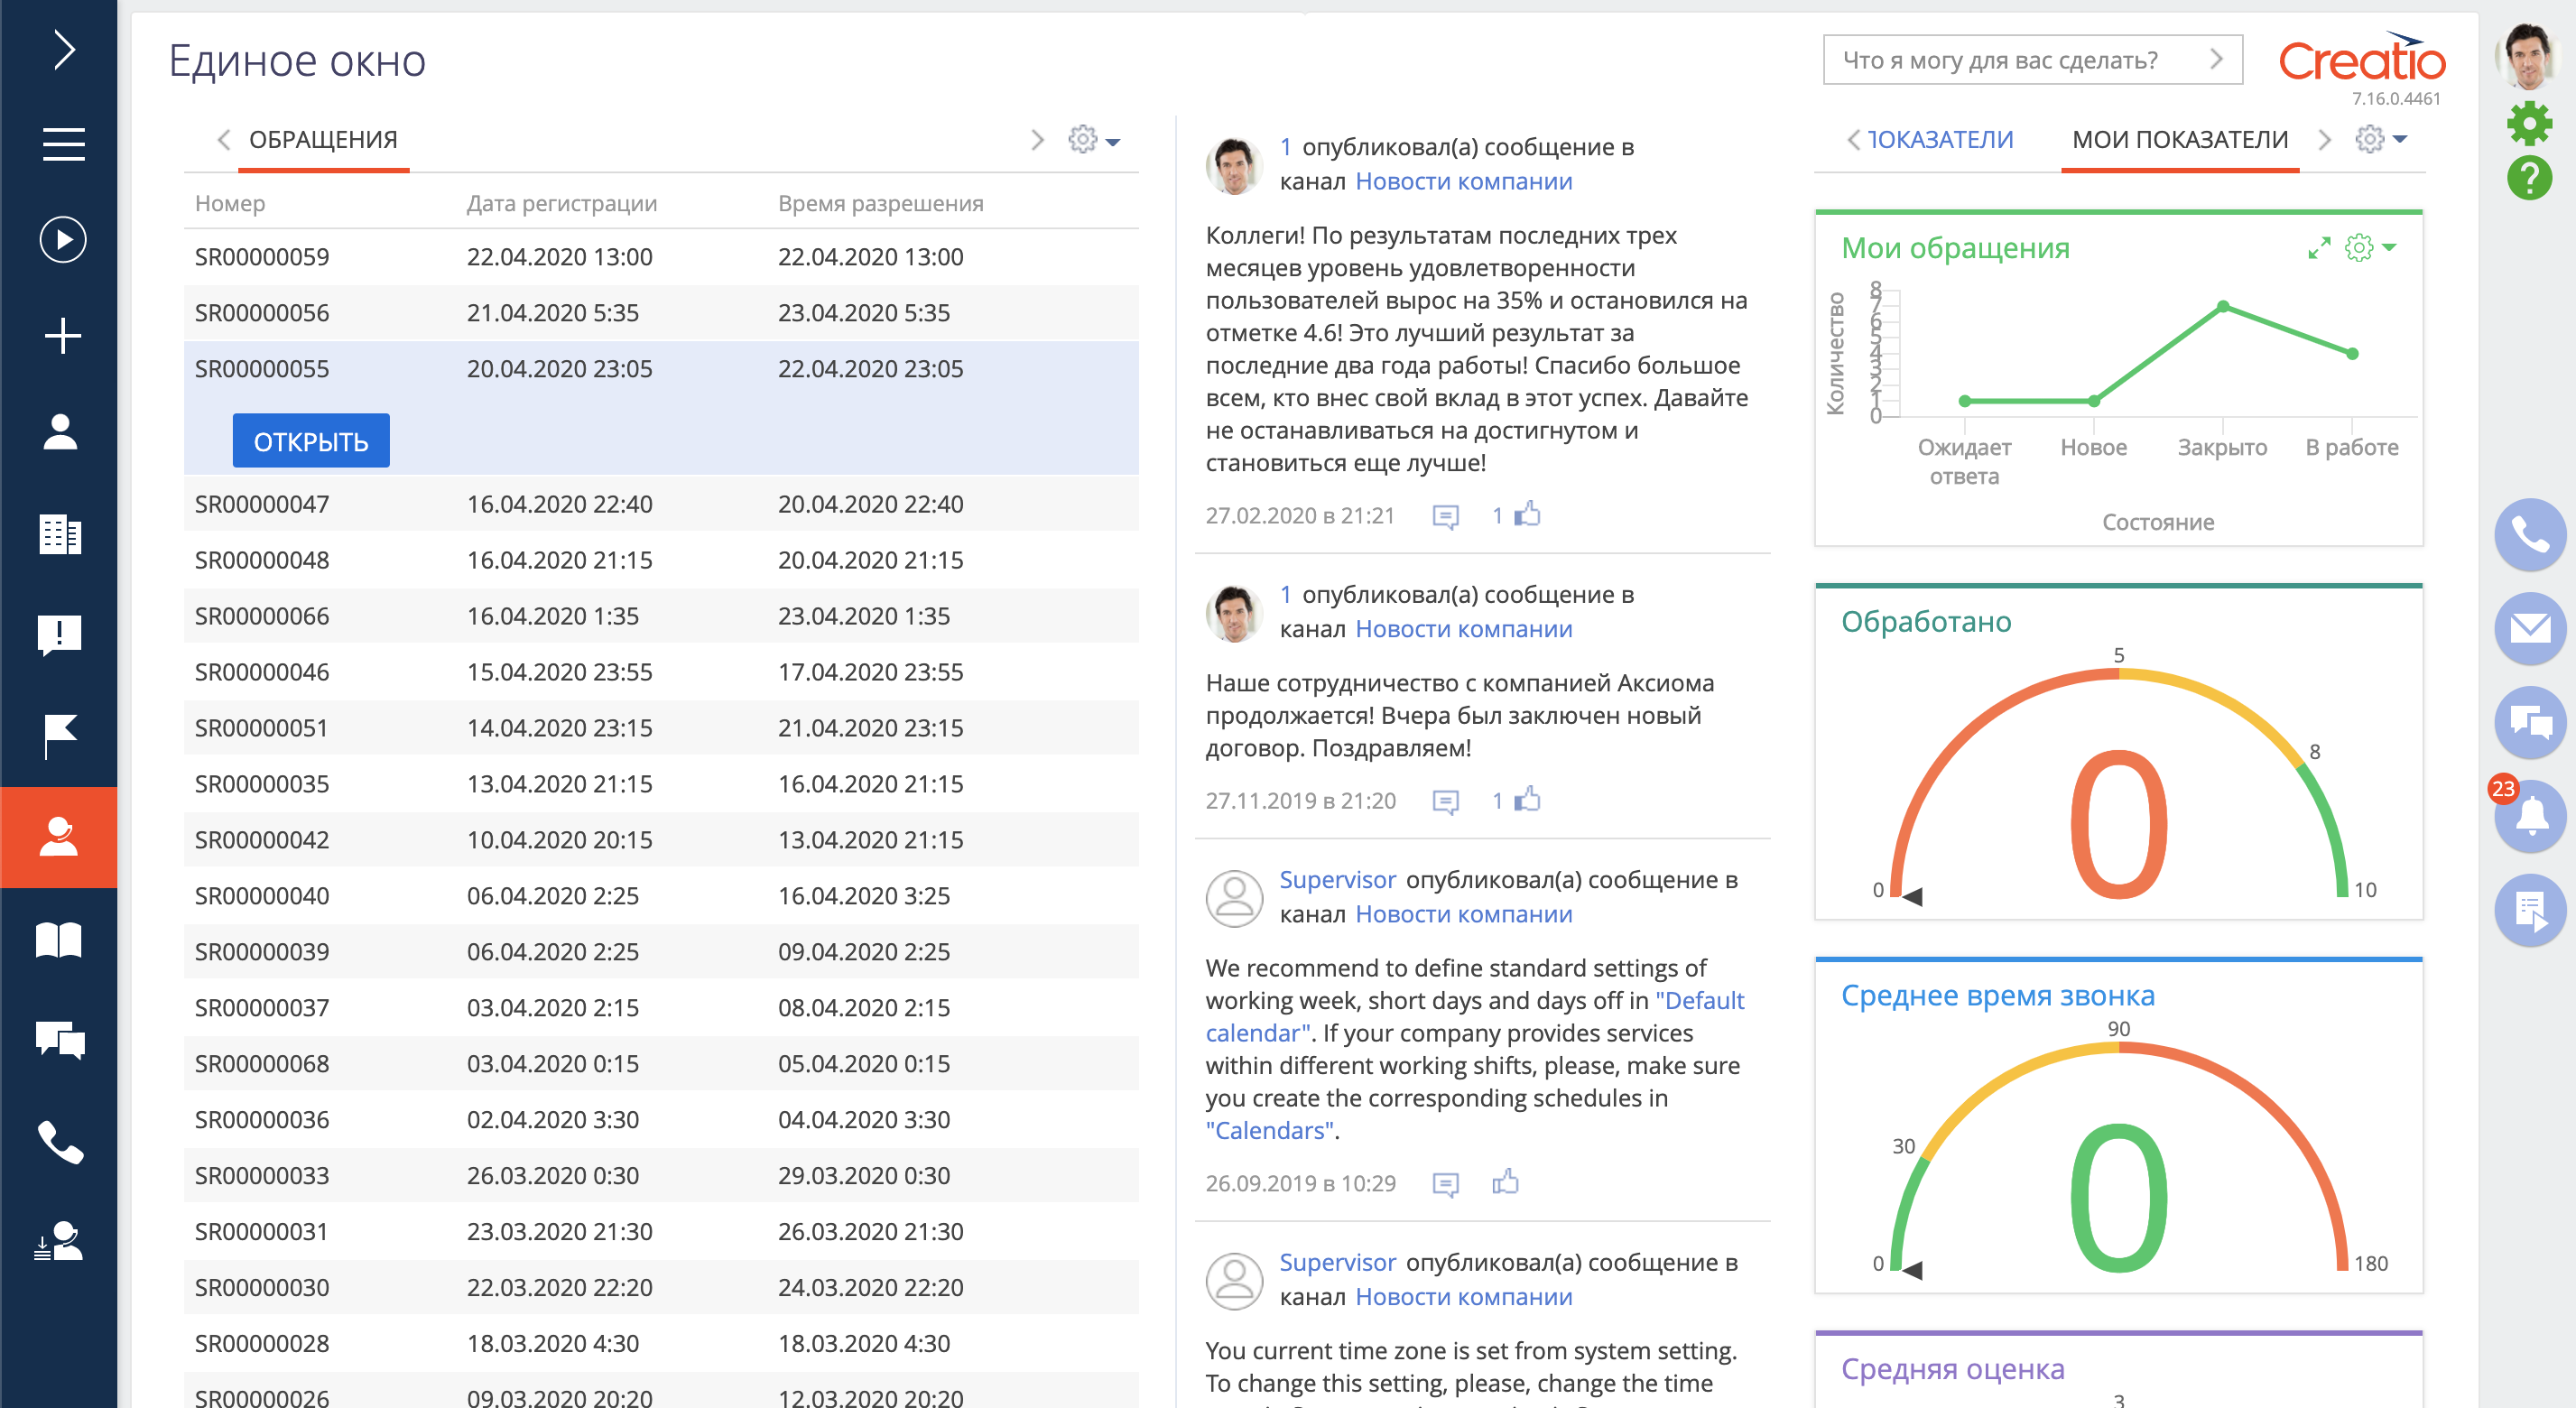 Единое окно
Что я могу для вас сделать?
Creatio
7.16.0.4461
ОБРАЩЕНИЯ
Номер Дата регистрации Время разрешения
SR00000059 22.04.2020 13:00 22.04.2020 13:00
SR00000056 21.04.2020 5:35 23.04.2020 5:35
SR00000055 20.04.2020 23:05 22.04.2020 23:05
ОТКРЫТЬ
SR00000047 16.04.2020 22:40 20.04.2020 22:40
SR00000048 16.04.2020 21:15 20.04.2020 21:15
SR00000066 16.04.2020 1:35 23.04.2020 1:35
SR00000046 15.04.2020 23:55 17.04.2020 23:55
SR00000051 14.04.2020 23:15 21.04.2020 23:15
SR00000035 13.04.2020 21:15 16.04.2020 21:15
SR00000042 10.04.2020 20:15 13.04.2020 21:15
SR00000040 06.04.2020 2:25 16.04.2020 3:25
SR00000039 06.04.2020 2:25 09.04.2020 2:25
SR00000037 03.04.2020 2:15 08.04.2020 2:15
SR00000068 03.04.2020 0:15 05.04.2020 0:15
SR00000036 02.04.2020 3:30 04.04.2020 3:30
SR00000033 26.03.2020 0:30 29.03.2020 0:30
SR00000031 23.03.2020 21:30 26.03.2020 21:30
SR00000030 22.03.2020 22:20 24.03.2020 22:20
SR00000028 18.03.2020 4:30 18.03.2020 4:30
SR00000026 09.03.2020 20:20 12.03.2020 20:20
1 опубликовал(а) сообщение в
канал Новости компании
Коллеги! По результатам последних трех
месяцев уровень удовлетворенности
пользователей вырос на 35% и остановился на
отметке 4.6! Это лучший результат за
последние два года работы! Спасибо большое
всем, кто внес свой вклад в этот успех. Давайте
не останавливаться на достигнутом и
становиться еще лучше!
27.02.2020 в 21:21 1
1 опубликовал(а) сообщение в
канал Новости компании
Наше сотрудничество с компанией Аксиома
продолжается! Вчера был заключен новый
договор. Поздравляем!
27.11.2019 в 21:20 1
Supervisor опубликовал(а) сообщение в
канал Новости компании
We recommend to define standard settings of
working week, short days and days off in "Default
calendar". If your company provides services
within different working shifts, please, make sure
you create the corresponding schedules in
"Calendars".
26.09.2019 в 10:29
Supervisor опубликовал(а) сообщение в
канал Новости компании
You current time zone is set from system setting.
To change this setting, please, change the time
ПОКАЗАТЕЛИ МОИ ПОКАЗАТЕЛИ
Мои обращения
Количество
8
7
6
5
4
3
2
1
0
Ожидает
ответа
Новое Закрыто В работе
Состояние
Обработано
5
8
0
0 10
Среднее время звонка
90
30
0
0 180
Средняя оценка
3
23